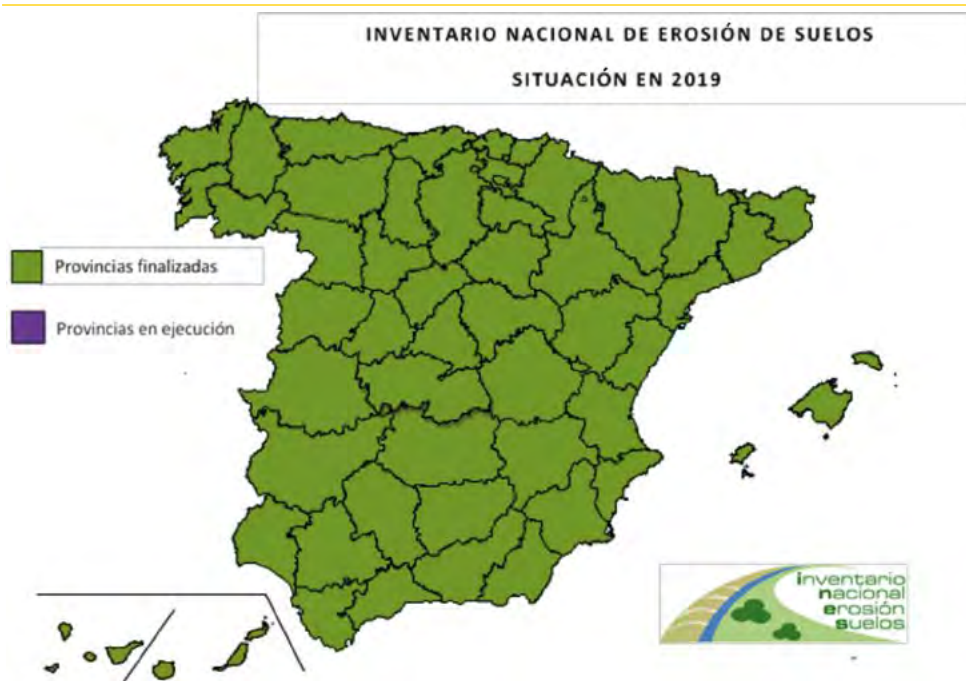 INVENTARIO NACIONAL DE EROSIÓN DE SUELOS
SITUACIÓN EN 2019
Provincias finalizadas
Provincias en ejecución
inventario
nacional
erosión
suelos